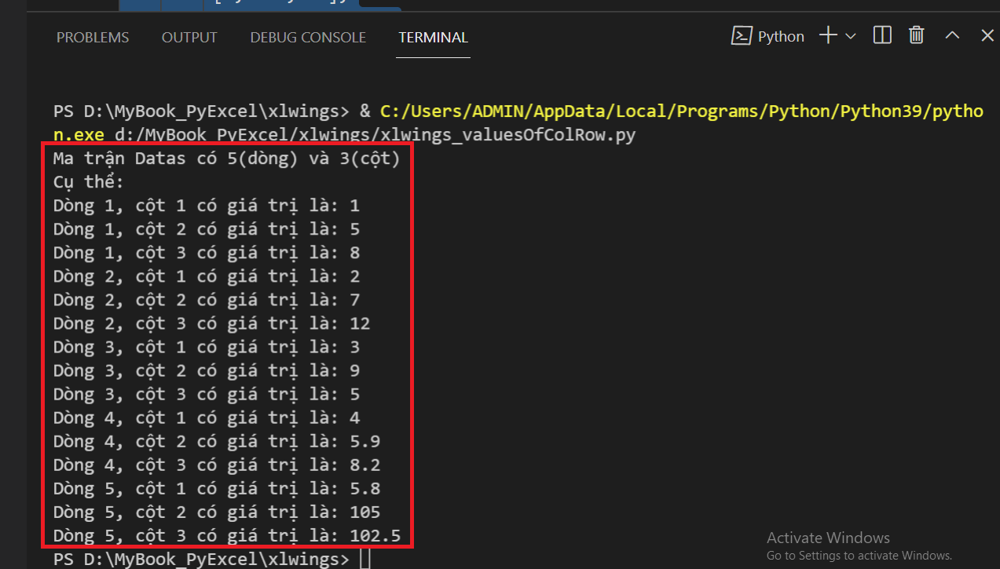 PROBLEMS OUTPUT DEBUG CONSOLE TERMINAL Python
PS D:\MyBook_PyExcel\xlwings> & C:/Users/ADMIN/AppData/Local/Programs/Python/Python39/pytho
n.exe d:/MyBook_PyExcel/xlwings/xlwings_valuesOfColRow.py
Ma trận Datas có 5(dòng) và 3(cột)
Cụ thể:
Dòng 1, cột 1 có giá trị là: 1
Dòng 1, cột 2 có giá trị là: 5
Dòng 1, cột 3 có giá trị là: 8
Dòng 2, cột 1 có giá trị là: 2
Dòng 2, cột 2 có giá trị là: 7
Dòng 2, cột 3 có giá trị là: 12
Dòng 3, cột 1 có giá trị là: 3
Dòng 3, cột 2 có giá trị là: 9
Dòng 3, cột 3 có giá trị là: 5
Dòng 4, cột 1 có giá trị là: 4
Dòng 4, cột 2 có giá trị là: 5.9
Dòng 4, cột 3 có giá trị là: 8.2
Dòng 5, cột 1 có giá trị là: 5.8
Dòng 5, cột 2 có giá trị là: 105
Dòng 5, cột 3 có giá trị là: 102.5
PS D:\MyBook_PyExcel\xlwings>
Activate Windows
Go to Settings to activate Windows.